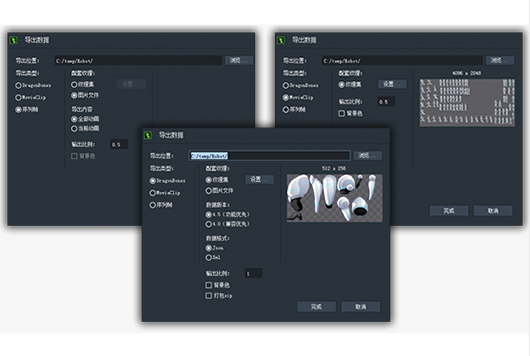 导出数据
导出位置: C:/temp/Robot/ 浏览...
导出类型: 配置纹理:
DragonBones 纹理集 设置...
MovieClip 图片文件
序列帧 导出内容
全部动画
当前动画
输出比例: 0.5
背景色
导出数据
导出位置: C:/temp/Robot/ 浏览...
导出类型: 配置纹理: 4096 x 2048
DragonBones 纹理集 设置...
MovieClip 输出比例: 0.5
序列帧 背景色
完成 取消
导出数据
导出位置: C:/temp/Robot/ 浏览...
导出类型: 配置纹理: 512 x 256
DragonBones 纹理集 设置...
MovieClip 图片文件
序列帧 数据版本:
4.5 (功能优先)
4.0 (兼容优先)
数据格式:
Json
Xml
输出比例: 1
背景色
打包zip
完成 取消